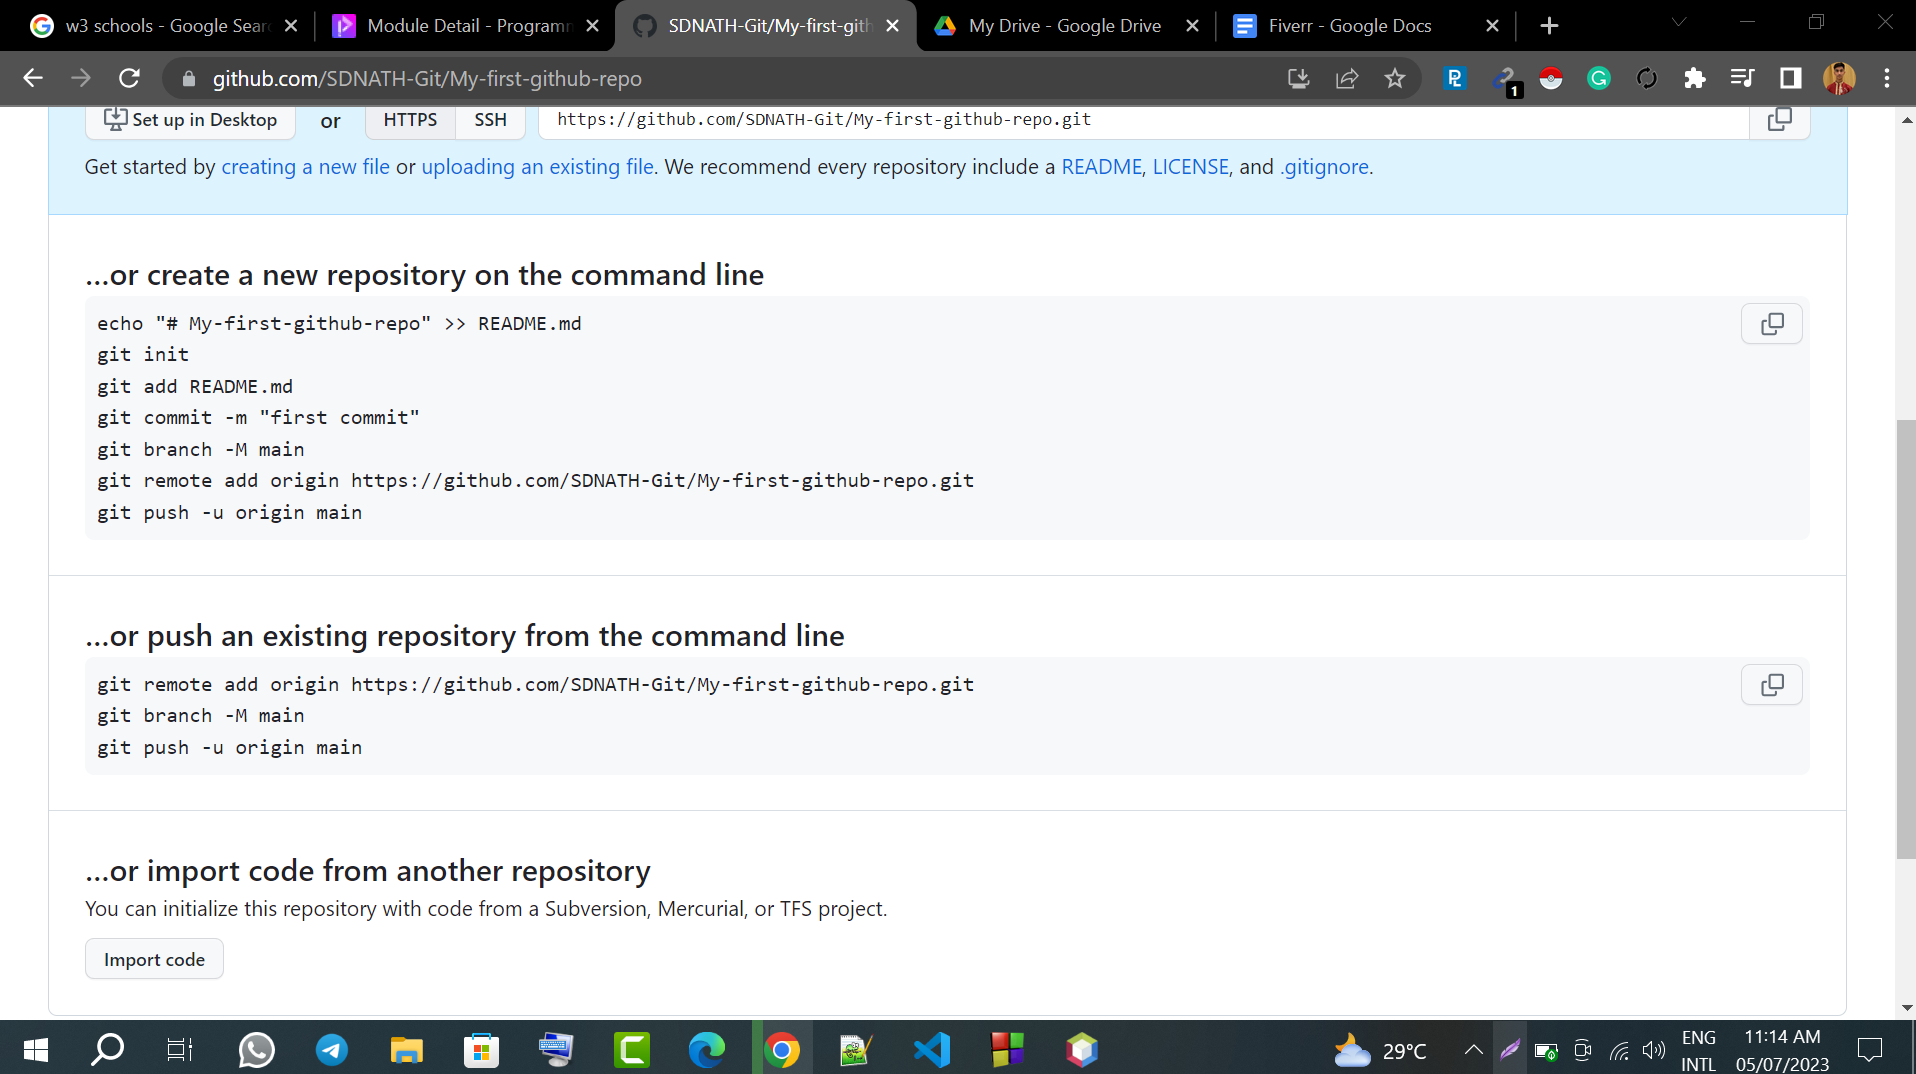 w3 schools - Google Sear
Module Detail - Programm
SDNATH-Git/My-first-gith
My Drive - Google Drive
Fiverr - Google Docs
github.com/SDNATH-Git/My-first-github-repo
1
Set up in Desktop or HTTPS SSH https://github.com/SDNATH-Git/My-first-github-repo.git
Get started by creating a new file or uploading an existing file. We recommend every repository include a README, LICENSE, and .gitignore.
...or create a new repository on the command line
echo "# My-first-github-repo" >> README.md
git init
git add README.md
git commit -m "first commit"
git branch -M main
git remote add origin https://github.com/SDNATH-Git/My-first-github-repo.git
git push -u origin main
...or push an existing repository from the command line
git remote add origin https://github.com/SDNATH-Git/My-first-github-repo.git
git branch -M main
git push -u origin main
...or import code from another repository
You can initialize this repository with code from a Subversion, Mercurial, or TFS project.
Import code
29°C
ENG
INTL
11:14 AM
05/07/2023